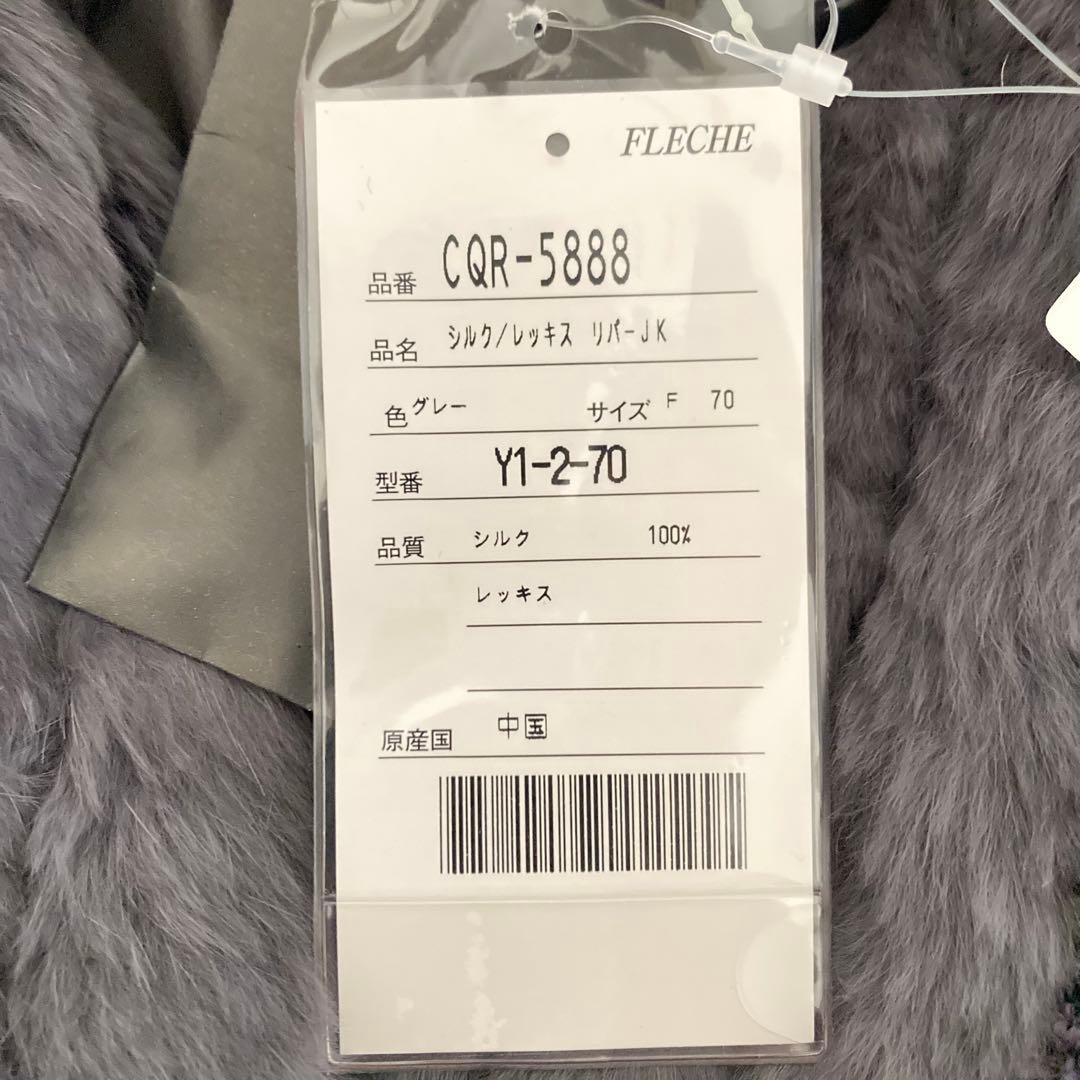 FLECHE
品番 CQR-5888
品名 シルク/レッキス リバーJK
色 グレー サイズ F 70
型番 Y1-2-70
品質 シルク 100%
レッキス
原産国 中国